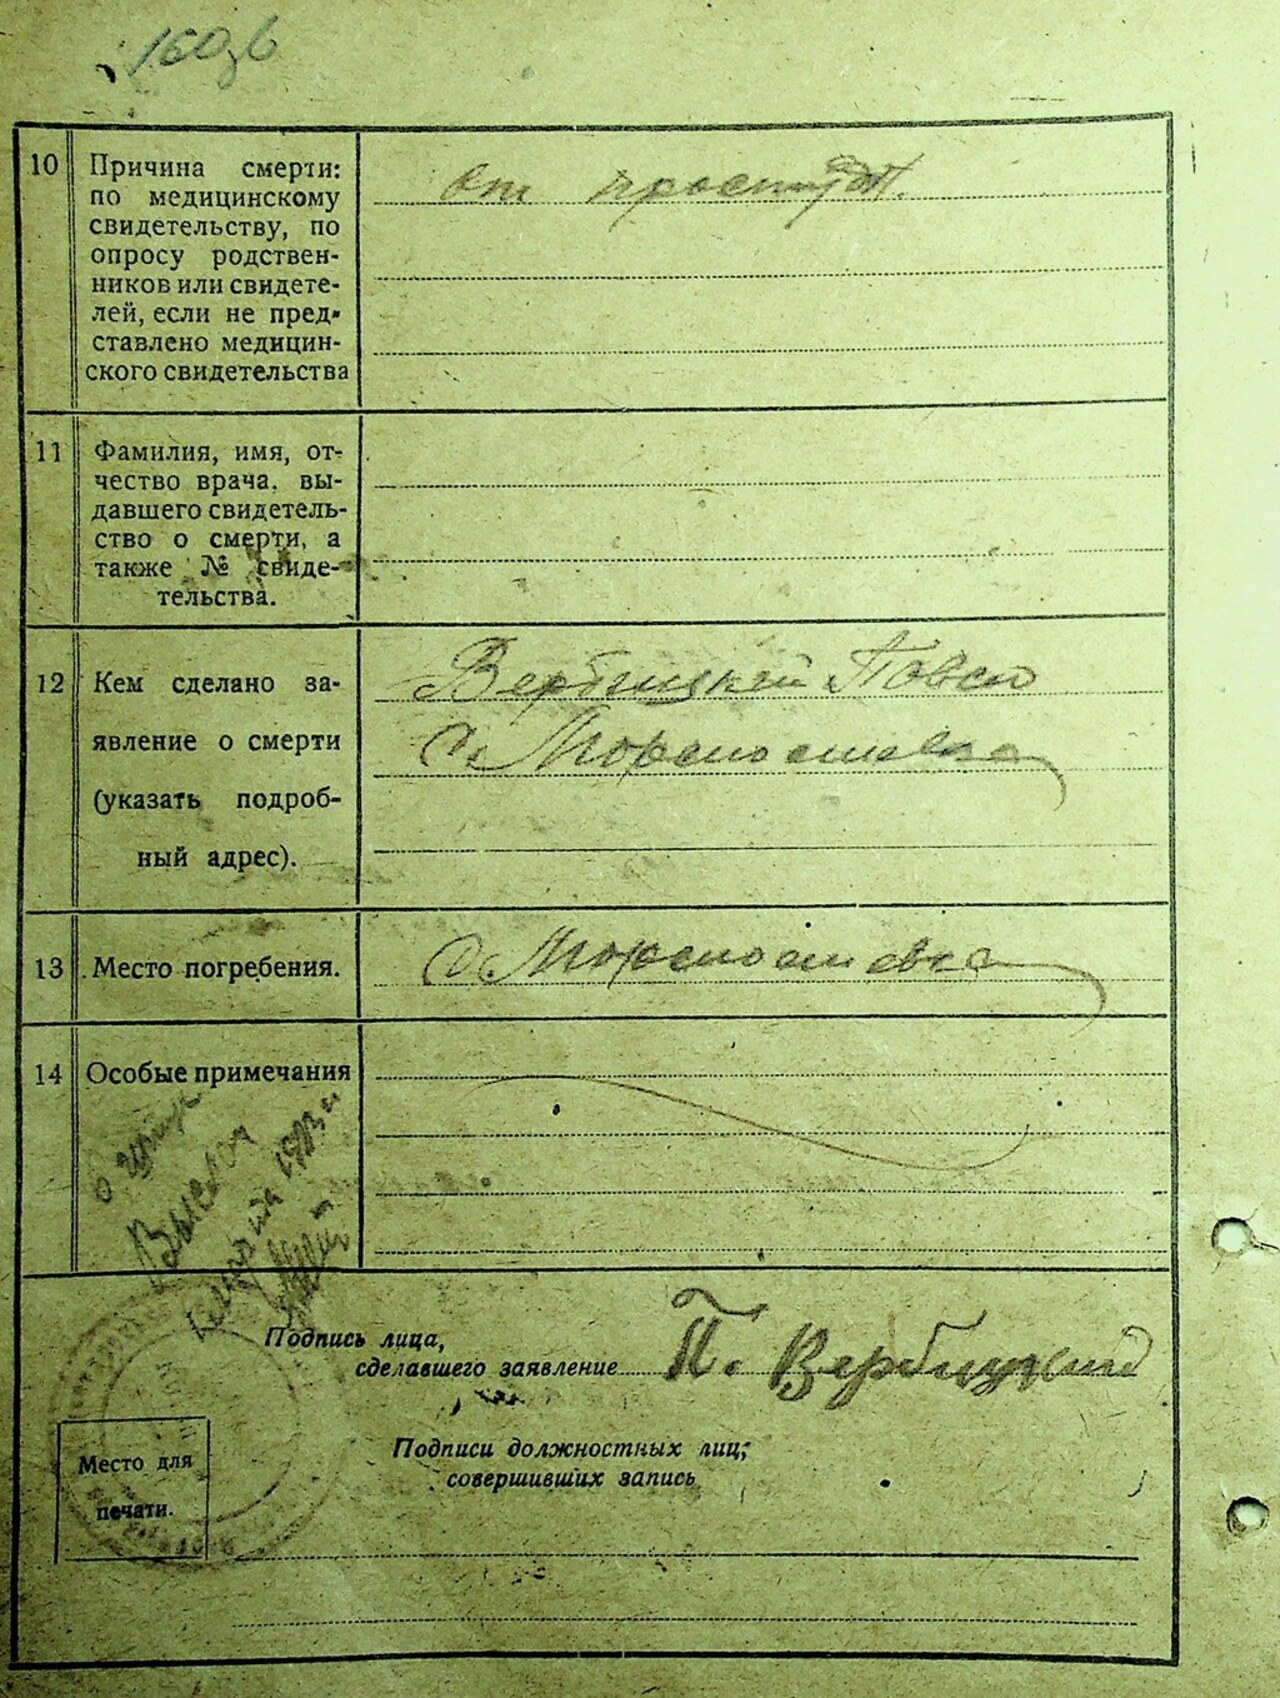 160зв
10 Причина смерти:
по медицинскому
свидетельству, по
опросу родствен-
ников или свидете-
лей, если не пред-
ставлено медицин-
ского свидетельства
от простуды
11 Фамилия, имя, от-
чество врача, вы-
давшего свидетель-
ство о смерти, а
также № свиде-
тельства.
12 Кем сделано за-
явление о смерти
(указать подроб-
ный адрес).
Вербицкий
с.
13 Место погребения.
с.
14 Особые примечания
Подпись лица,
сделавшего заявление П. Вербицкий
Подписи должностных лиц,
совершивших запись
Место для
печати.